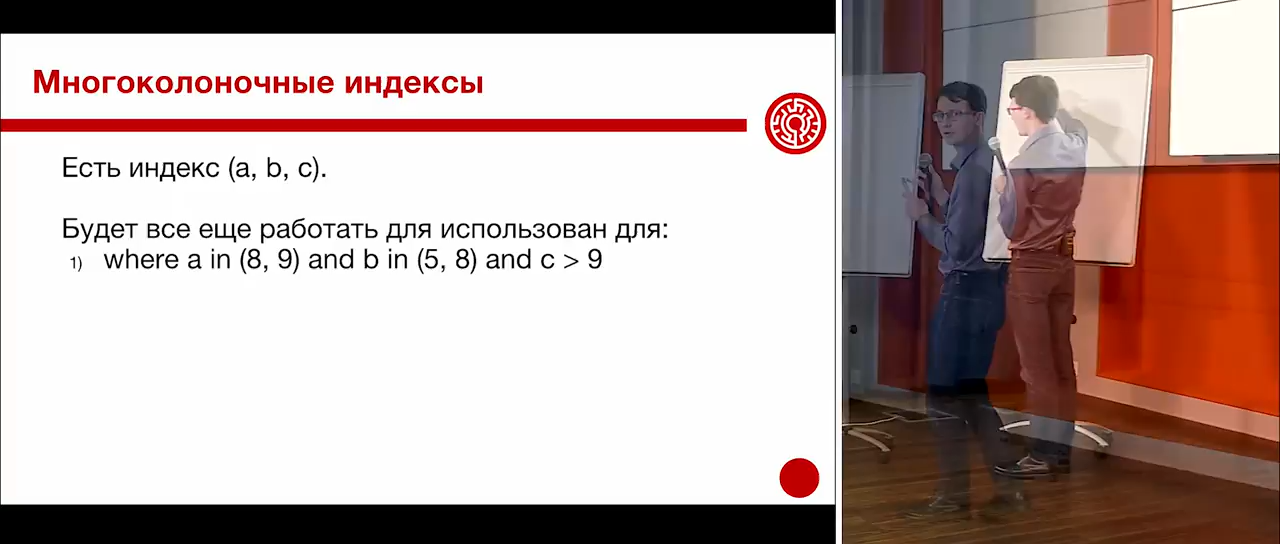 Многоколоночные индексы
Есть индекс (a, b, c).
Будет все еще работать для использован для:
1) where a in (8, 9) and b in (5, 8) and c > 9